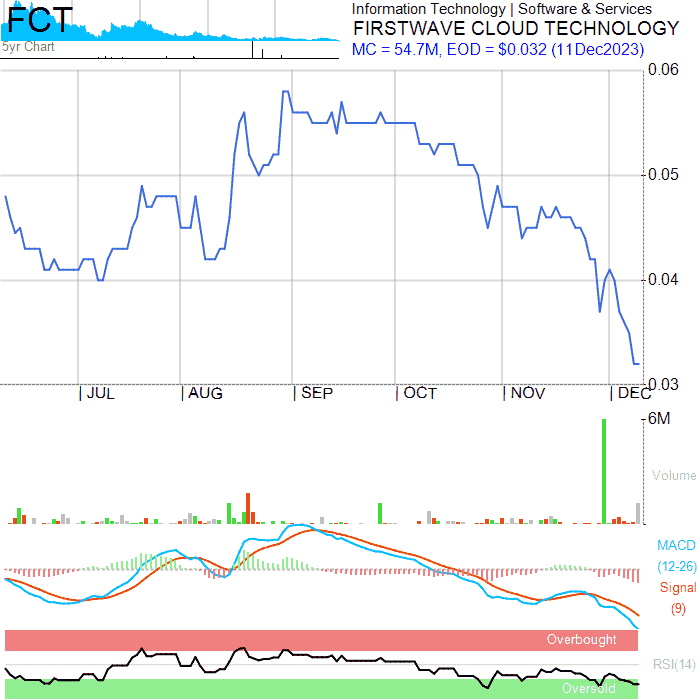 FCT
5yr Chart
Information Technology | Software & Services
FIRSTWAVE CLOUD TECHNOLOGY
MC = 54.7M, EOD = $0.032 (11Dec2023)
0.06
0.05
0.04
0.03
JUL AUG SEP OCT NOV DEC
6M
Volume
MACD
(12-26)
Signal
(9)
Overbought
RSI(14)
Oversold